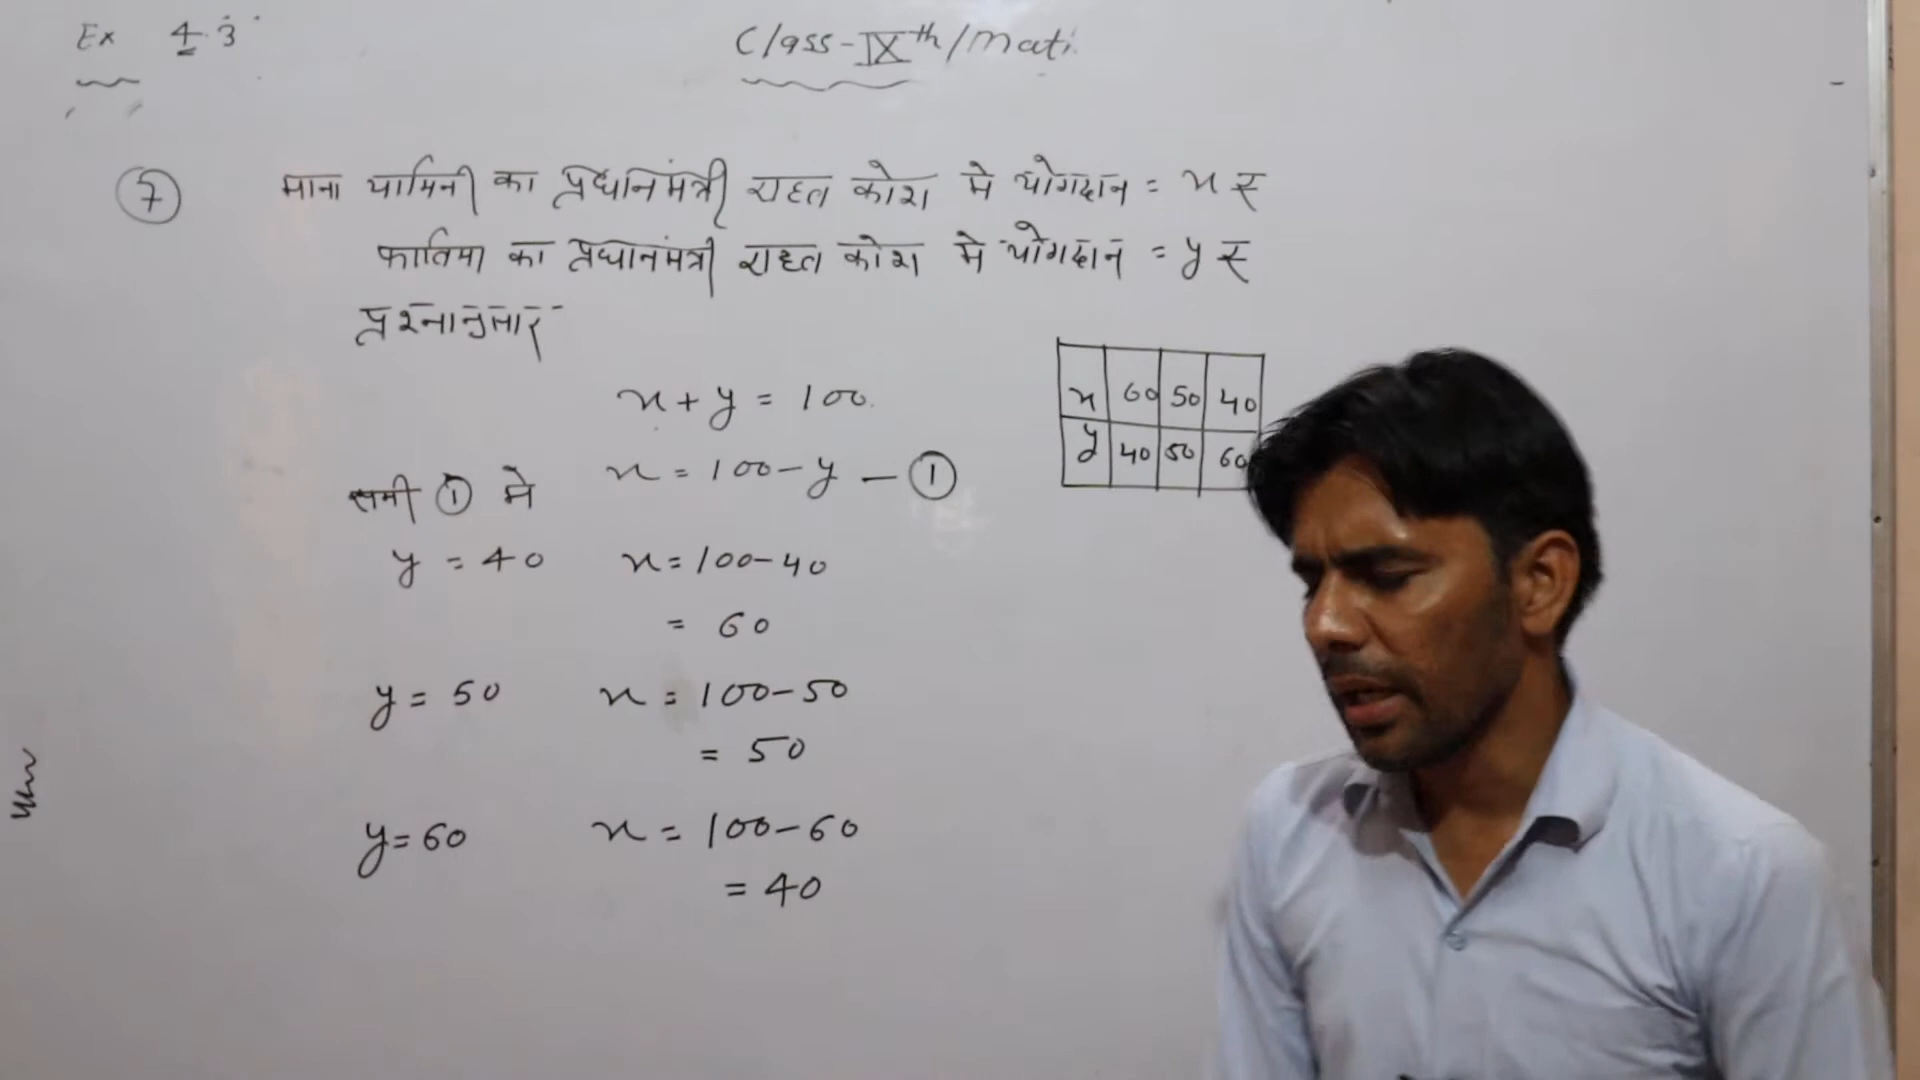 Ex 4.3
Class-IXth/Mati
7
माना यामिनी का प्रधानमंत्री राहत कोश मे योगदान = x रु
फातिमा का प्रधानमंत्री राहत कोश मे योगदान = y रु
प्रश्नानुसार
x + y = 100
x = 100 - y - ①
समी ① मे
y = 40 x = 100 - 40
= 60
y = 50 x = 100 - 50
= 50
y = 60 x = 100 - 60
= 40
x 60 50 40
y 40 50 60